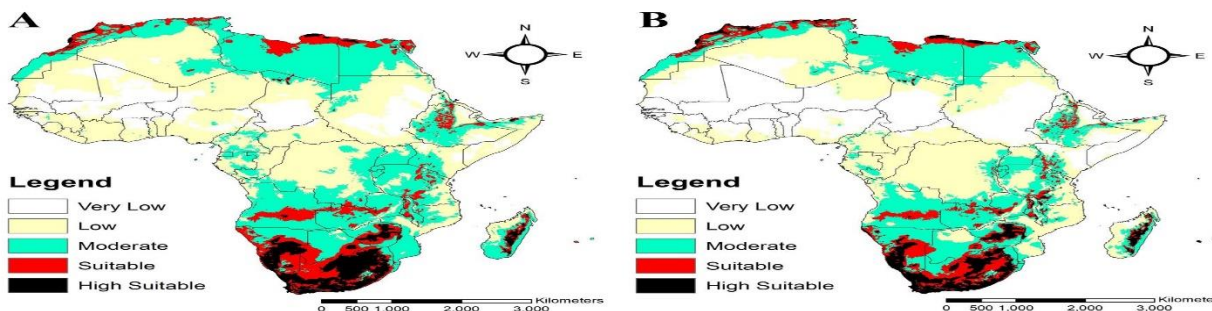 A
N
W E
S
Legend
Very Low
Low
Moderate
Suitable
High Suitable
Kilometers
0 500 1.000 2.000 3.000
B
N
W E
S
Legend
Very Low
Low
Moderate
Suitable
High Suitable
Kilometers
0 500 1.000 2.000 3.000